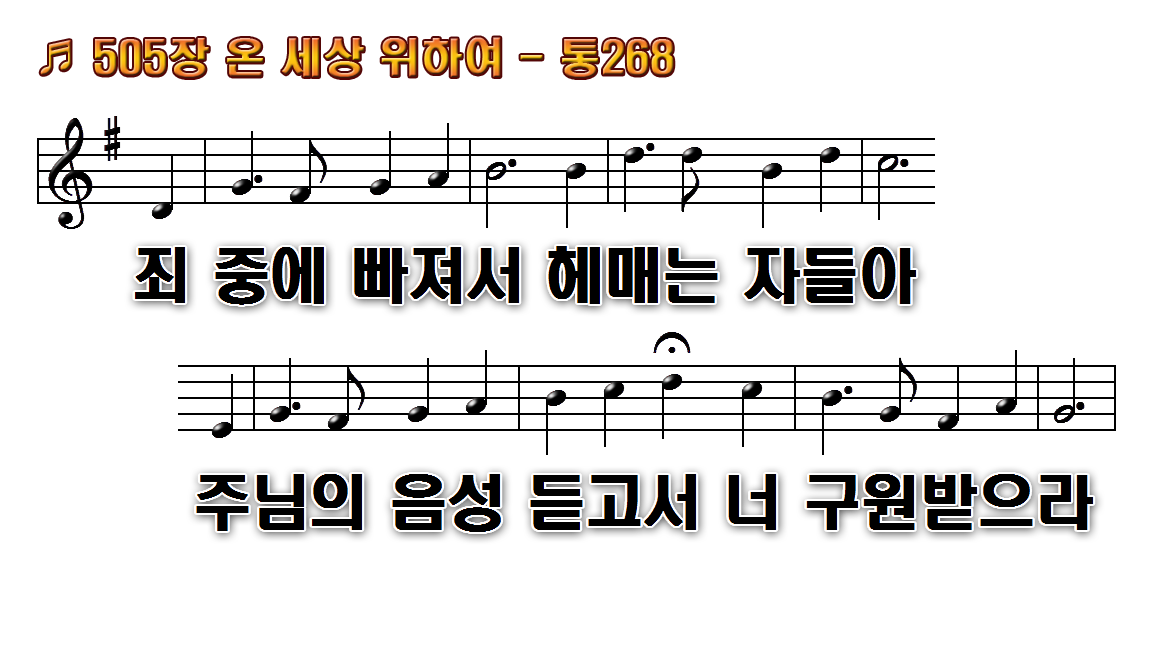 ♬ 505장 온 세상 위하여 - 통268
죄 중에 빠져서 헤매는 자들아
주님의 음성 듣고서 너 구원받으라